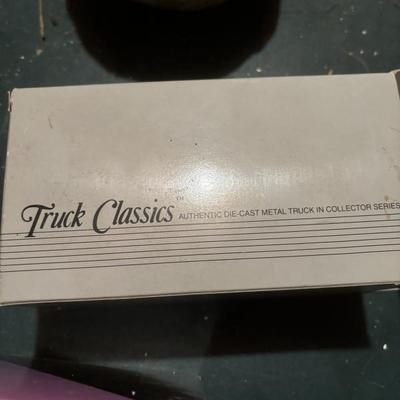 Truck Classics™ AUTHENTIC DIE-CAST METAL TRUCK IN COLLECTOR SERIES